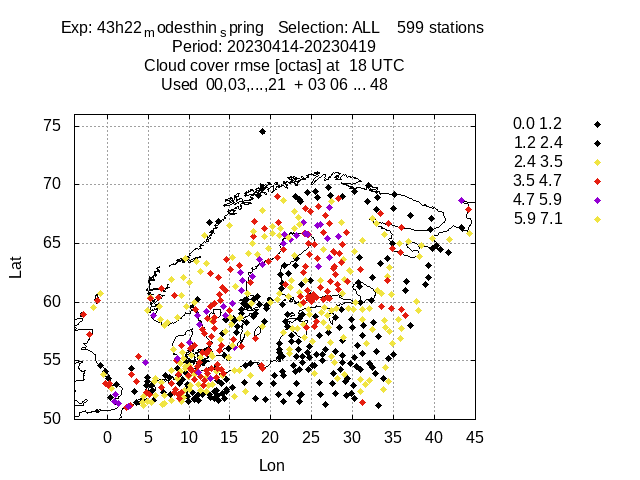 Exp: 43h22modesthinspring   Selection: ALL    599 stations
Period: 20230414-20230419
Cloud cover rmse [octas] at  18 UTC
Used  00,03,...,21  + 03 06 ... 48
75
70
65
60
55
50
Lat
0 5 10 15 20 25 30 35 40 45
Lon
0.0 1.2
1.2 2.4
2.4 3.5
3.5 4.7
4.7 5.9
5.9 7.1